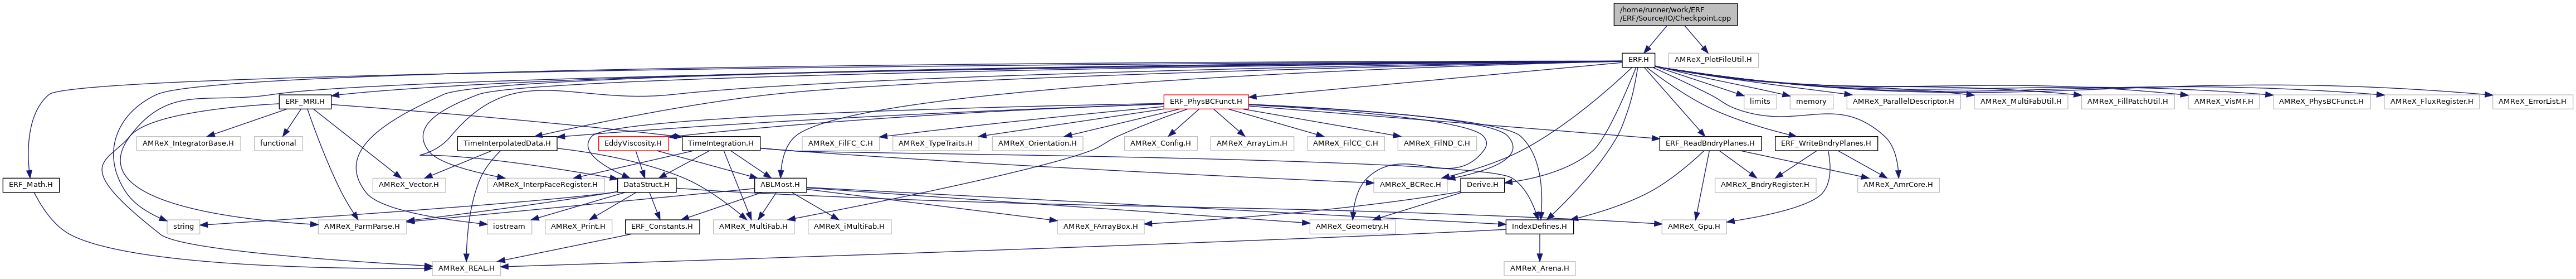 /home/runner/work/ERF
/ERF/Source/IO/Checkpoint.cpp
ERF.H
AMReX_PlotFileUtil.H
ERF_MRI.H
ERF_PhysBCFunct.H
limits
memory
AMReX_ParallelDescriptor.H
AMReX_MultiFabUtil.H
AMReX_FillPatchUtil.H
AMReX_VisMF.H
AMReX_PhysBCFunct.H
AMReX_FluxRegister.H
AMReX_ErrorList.H
AMReX_IntegratorBase.H
functional
TimeInterpolatedData.H
EddyViscosity.H
TimeIntegration.H
AMReX_FilFC_C.H
AMReX_TypeTraits.H
AMReX_Orientation.H
AMReX_Config.H
AMReX_ArrayLim.H
AMReX_FilCC_C.H
AMReX_FilND_C.H
ERF_ReadBndryPlanes.H
ERF_WriteBndryPlanes.H
ERF_Math.H
AMReX_Vector.H
AMReX_InterpFaceRegister.H
DataStruct.H
ABLMost.H
AMReX_BCRec.H
Derive.H
AMReX_BndryRegister.H
AMReX_AmrCore.H
string
AMReX_ParmParse.H
iostream
AMReX_Print.H
ERF_Constants.H
AMReX_MultiFab.H
AMReX_iMultiFab.H
AMReX_FArrayBox.H
AMReX_Geometry.H
IndexDefines.H
AMReX_Gpu.H
AMReX_REAL.H
AMReX_Arena.H